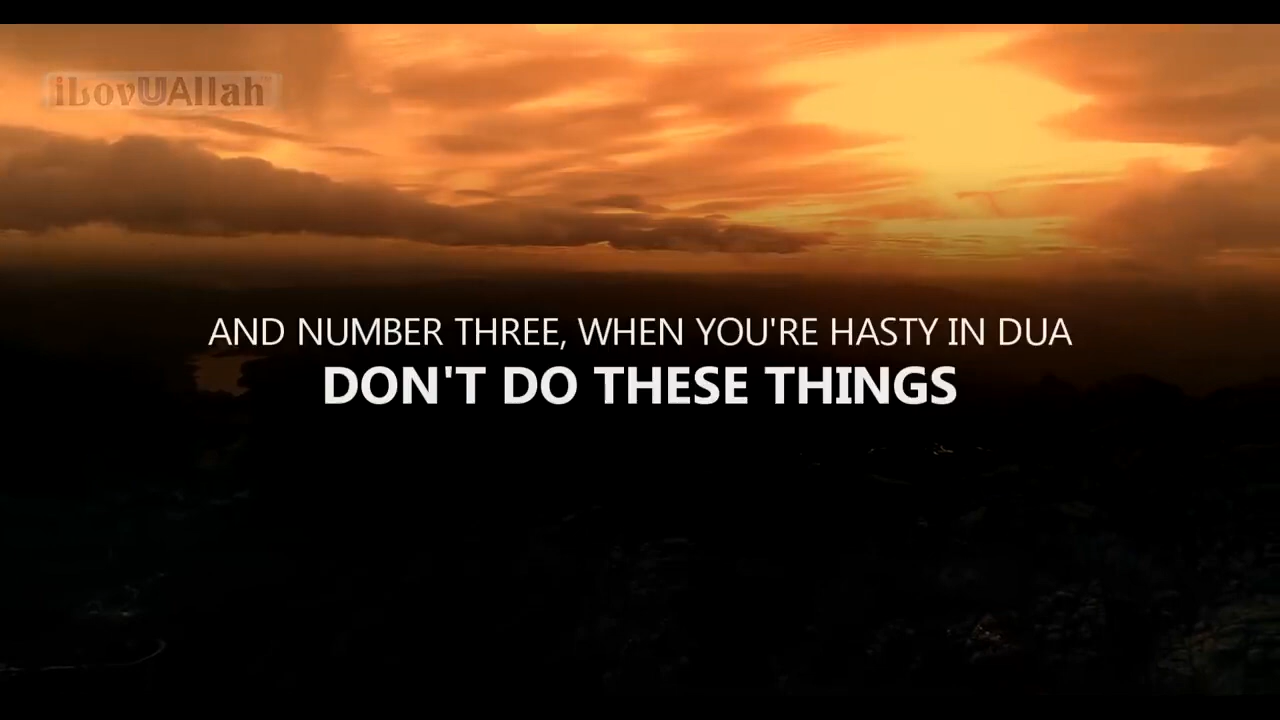 iLovUAllah
AND NUMBER THREE, WHEN YOU'RE HASTY IN DUA
DON'T DO THESE THINGS